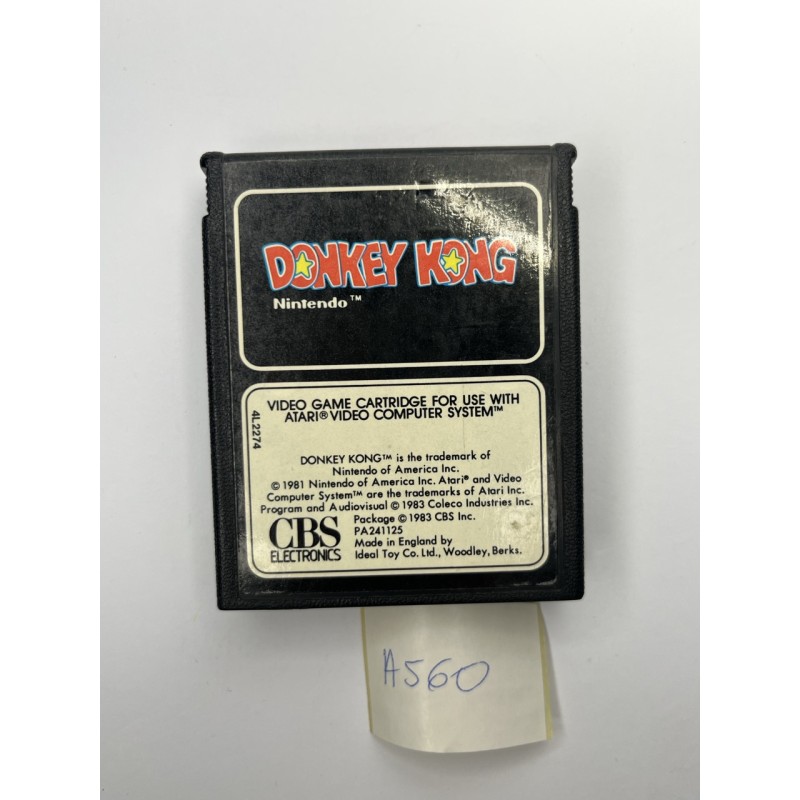 DONKEY KONG
Nintendo™
VIDEO GAME CARTRIDGE FOR USE WITH
ATARI® VIDEO COMPUTER SYSTEM™
4L2274
DONKEY KONG™ is the trademark of
Nintendo of America Inc.
© 1981 Nintendo of America Inc. Atari® and Video
Computer System™ are the trademarks of Atari Inc.
Program and Audiovisual © 1983 Coleco Industries Inc.
Package © 1983 CBS Inc.
PA241125
Made in England by
Ideal Toy Co. Ltd., Woodley, Berks.
CBS
ELECTRONICS
A560